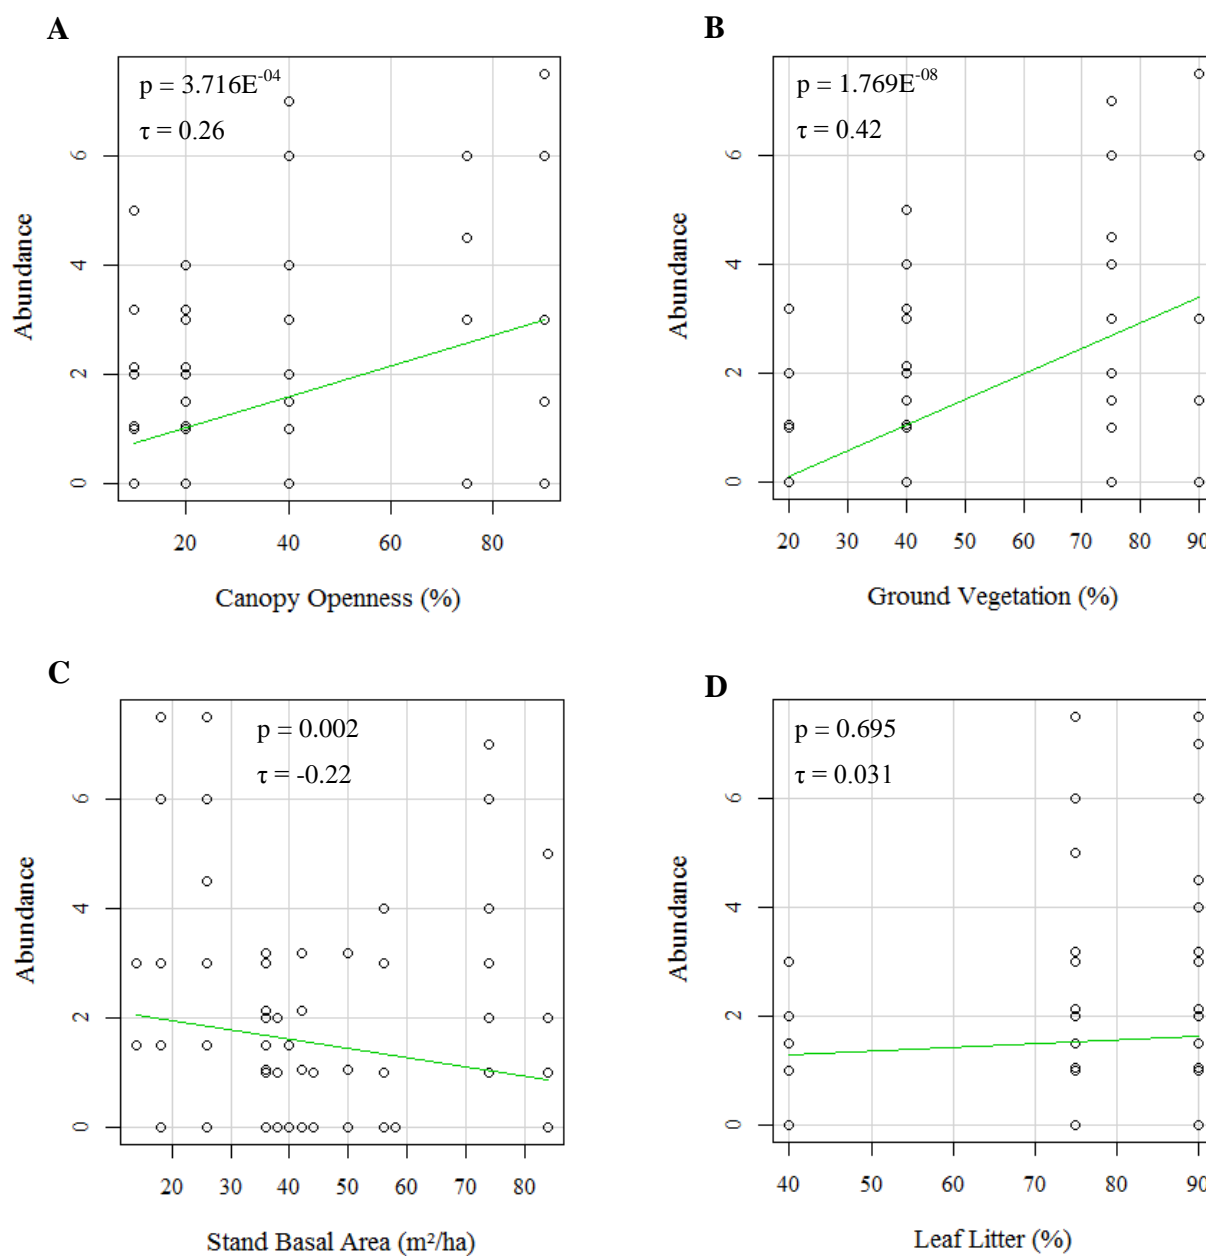 A
p = 3.716E⁻⁰⁴
τ = 0.26
6
4
2
0
Abundance
20 40 60 80
Canopy Openness (%)
B
p = 1.769E⁻⁰⁸
τ = 0.42
6
4
2
0
Abundance
20 30 40 50 60 70 80 90
Ground Vegetation (%)
C
p = 0.002
τ = -0.22
6
4
2
0
Abundance
20 30 40 50 60 70 80
Stand Basal Area (m²/ha)
D
p = 0.695
τ = 0.031
6
4
2
0
Abundance
40 50 60 70 80 90
Leaf Litter (%)